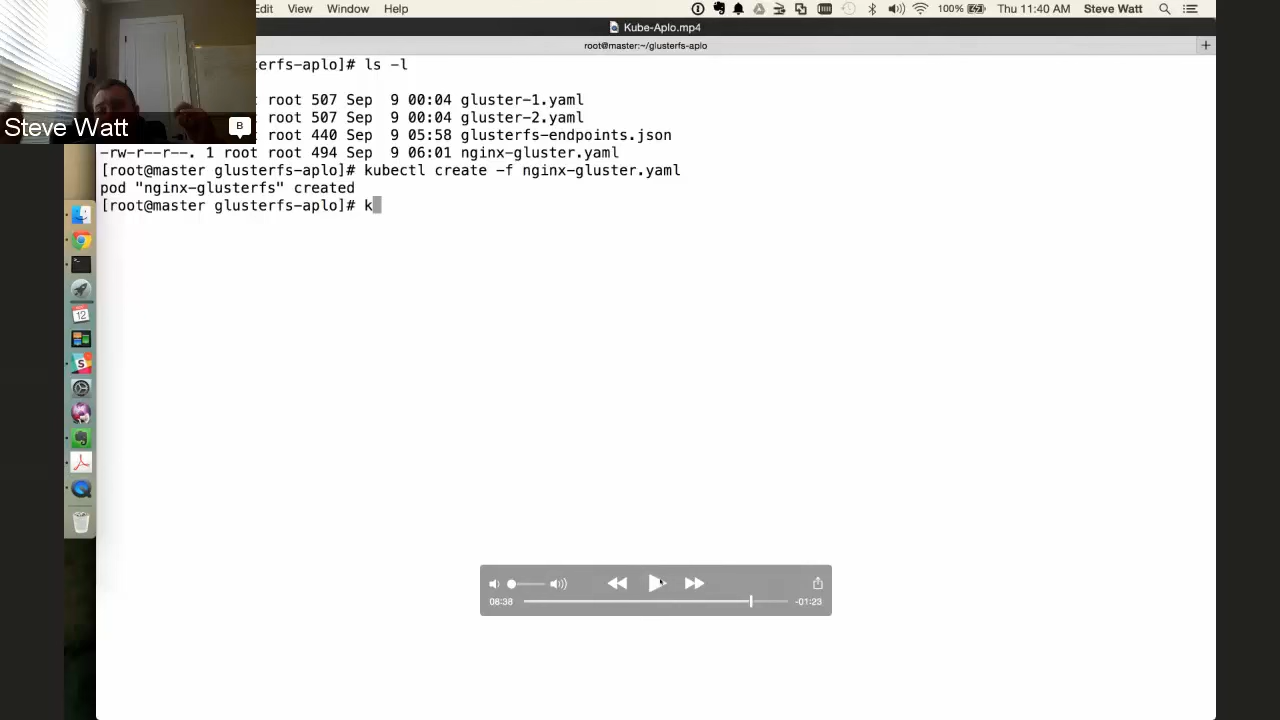 Edit View Window Help 100% Thu 11:40 AM Steve Watt
Kube-Aplo.mp4
root@master:~/glusterfs-aplo
erfs-aplo]# ls -l
root 507 Sep 9 00:04 gluster-1.yaml
root 507 Sep 9 00:04 gluster-2.yaml
root 440 Sep 9 05:58 glusterfs-endpoints.json
-rw-r--r--. 1 root root 494 Sep 9 06:01 nginx-gluster.yaml
[root@master glusterfs-aplo]# kubectl create -f nginx-gluster.yaml
pod "nginx-glusterfs" created
[root@master glusterfs-aplo]# k
Steve Watt
B
12
08:38 -01:23